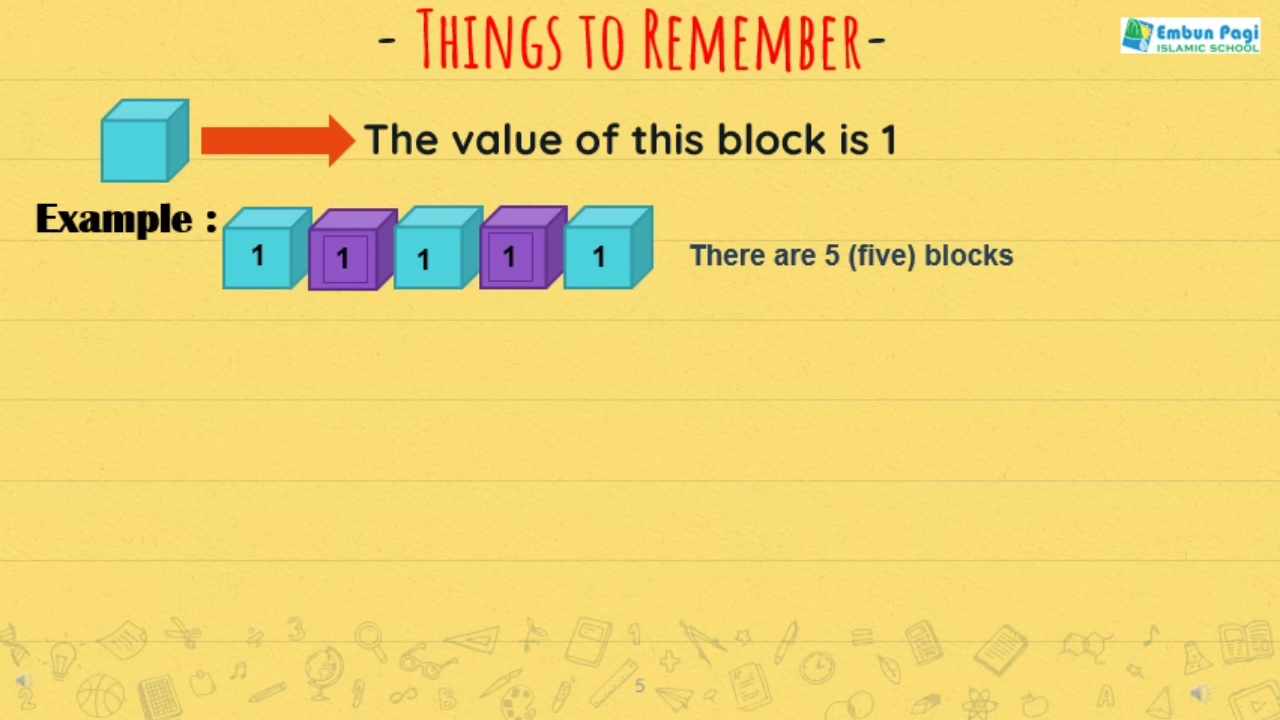 - Things to Remember-
Embun Pagi
ISLAMIC SCHOOL
The value of this block is 1
Example :
1 1 1 1 1
There are 5 (five) blocks
5